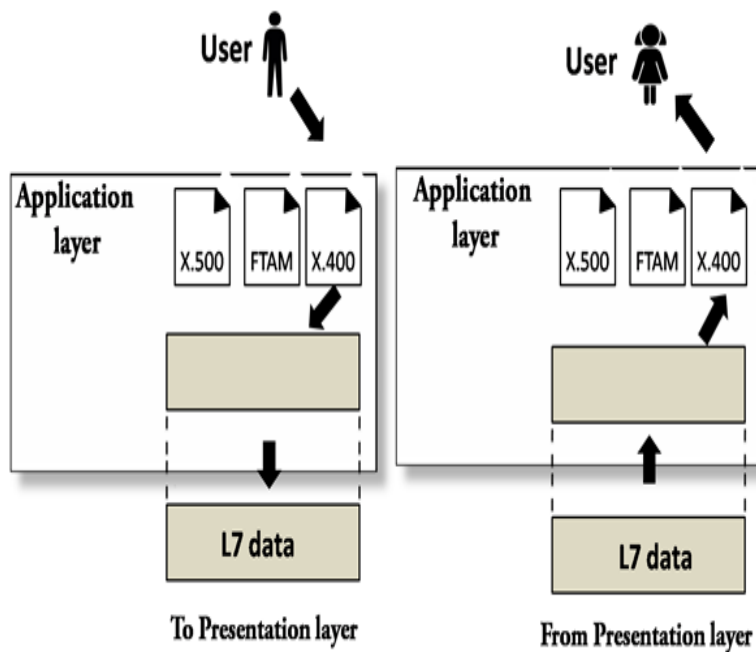 User
Application
layer
X.500 FTAM X.400
L7 data
To Presentation layer
User
Application
layer
X.500 FTAM X.400
L7 data
From Presentation layer